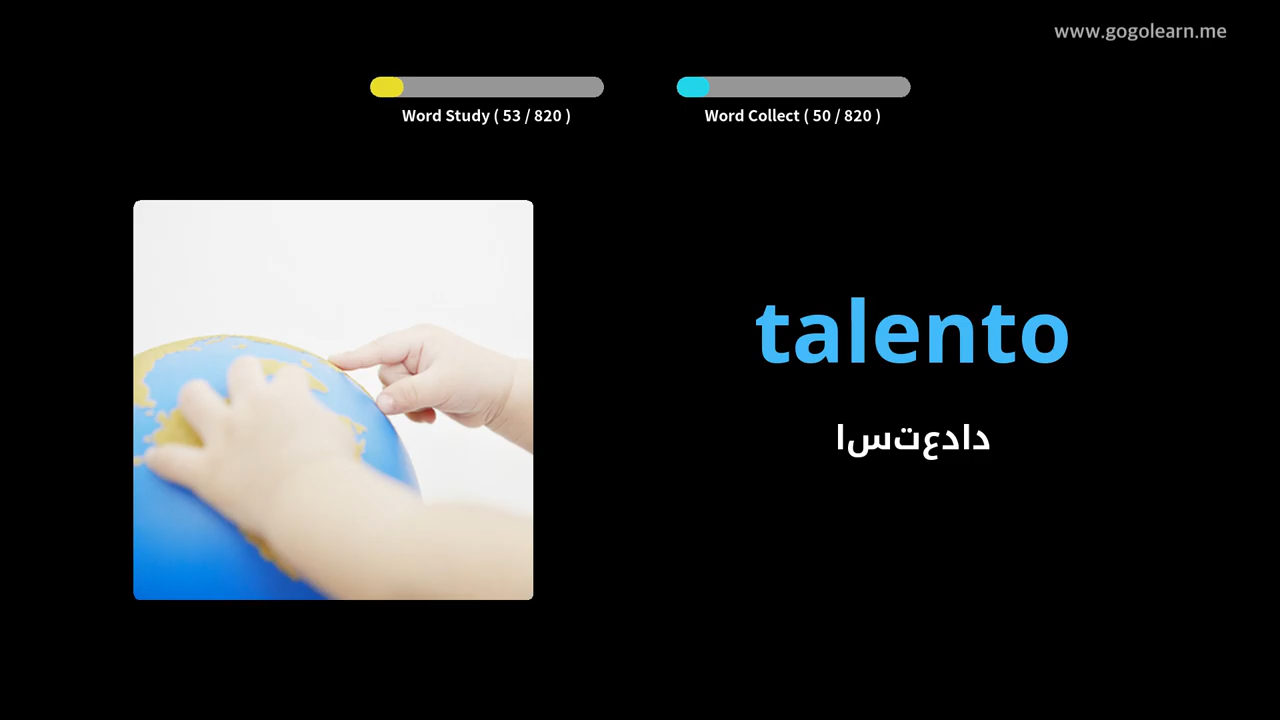 www.gogolearn.me
Word Study ( 53 / 820 )
Word Collect ( 50 / 820 )
talento
دادعتسا